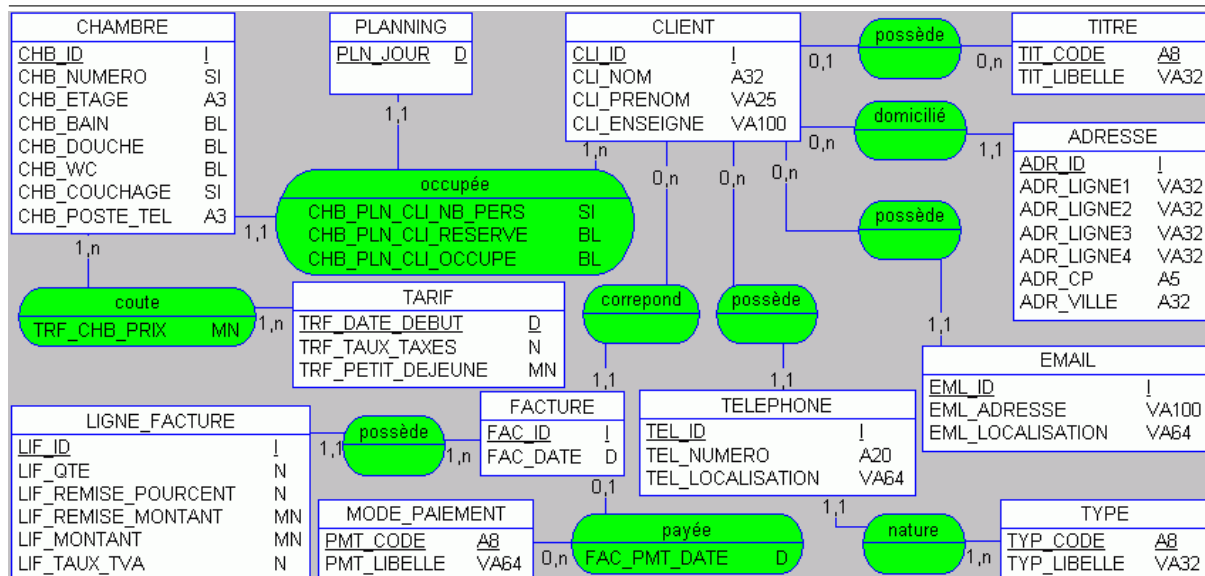 CHAMBRE
CHB_ID I
CHB_NUMERO SI
CHB_ETAGE A3
CHB_BAIN BL
CHB_DOUCHE BL
CHB_WC BL
CHB_COUCHAGE SI
CHB_POSTE_TEL A3
PLANNING
PLN_JOUR D
CLIENT
CLI_ID I
CLI_NOM A32
CLI_PRENOM VA25
CLI_ENSEIGNE VA100
possède
0,1
0,n
TITRE
TIT_CODE A8
TIT_LIBELLE VA32
domicilié
0,n
1,1
ADRESSE
ADR_ID I
ADR_LIGNE1 VA32
ADR_LIGNE2 VA32
ADR_LIGNE3 VA32
ADR_LIGNE4 VA32
ADR_CP A5
ADR_VILLE A32
1,1
1,n
occupée
CHB_PLN_CLI_NB_PERS SI
CHB_PLN_CLI_RESERVE BL
CHB_PLN_CLI_OCCUPE BL
1,1
0,n
0,n
0,n
possède
1,n
coute
TRF_CHB_PRIX MN
1,n
TARIF
TRF_DATE_DEBUT D
TRF_TAUX_TAXES N
TRF_PETIT_DEJEUNE MN
correpond
possède
1,1
1,1
1,1
EMAIL
EML_ID I
EML_ADRESSE VA100
EML_LOCALISATION VA64
LIGNE_FACTURE
LIF_ID I
LIF_QTE N
LIF_REMISE_POURCENT N
LIF_REMISE_MONTANT MN
LIF_MONTANT MN
LIF_TAUX_TVA N
possède
1,1
1,n
FACTURE
FAC_ID I
FAC_DATE D
TELEPHONE
TEL_ID I
TEL_NUMERO A20
TEL_LOCALISATION VA64
0,1
MODE_PAIEMENT
PMT_CODE A8
PMT_LIBELLE VA64
0,n
payée
FAC_PMT_DATE D
1,1
nature
1,n
TYPE
TYP_CODE A8
TYP_LIBELLE VA32